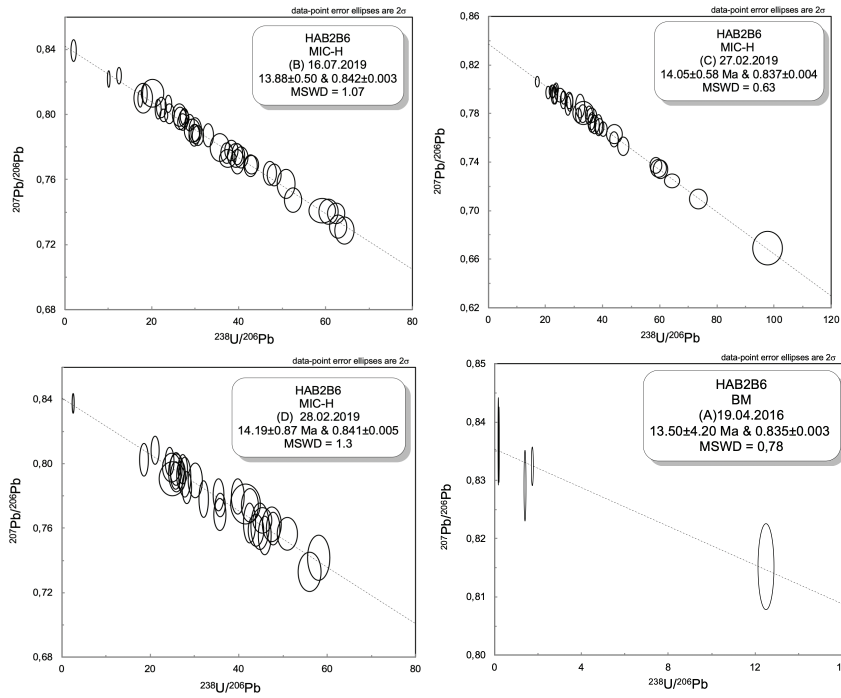 data-point error ellipses are 2σ
HAB2B6
MIC-H
(B) 16.07.2019
13.88±0.50 & 0.842±0.003
MSWD = 1.07
0,84
0,80
0,76
0,72
0,68
207Pb/206Pb
0 20 40 60 80
238U/206Pb
data-point error ellipses are 2σ
HAB2B6
MIC-H
(C) 27.02.2019
14.05±0.58 Ma & 0.837±0.004
MSWD = 0.63
0,86
0,82
0,78
0,74
0,70
0,66
0,62
207Pb/206Pb
0 20 40 60 80 100 120
238U/206Pb
data-point error ellipses are 2σ
HAB2B6
MIC-H
(D) 28.02.2019
14.19±0.87 Ma & 0.841±0.005
MSWD = 1.3
0,84
0,80
0,76
0,72
0,68
207Pb/206Pb
0 20 40 60 80
238U/206Pb
data-point error ellipses are 2σ
HAB2B6
BM
(A)19.04.2016
13.50±4.20 Ma & 0.835±0.003
MSWD = 0,78
0,85
0,84
0,83
0,82
0,81
0,80
207Pb/206Pb
0 4 8 12
238U/206Pb